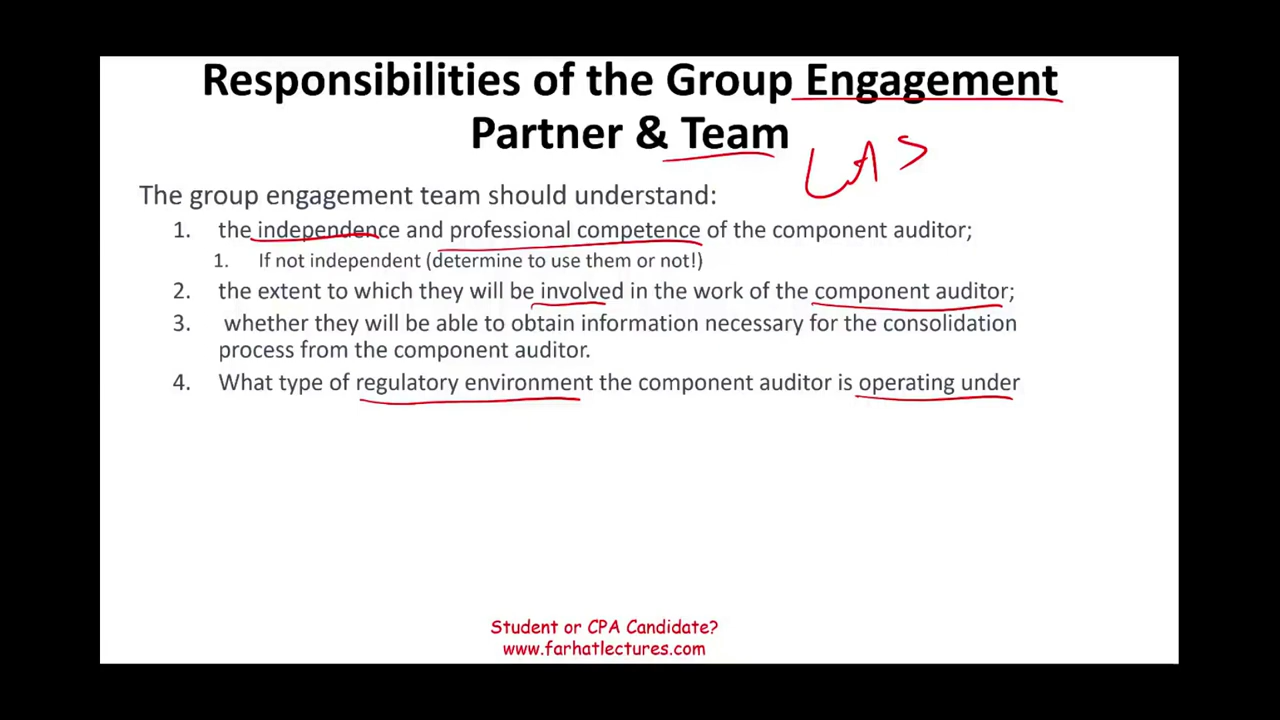 Responsibilities of the Group Engagement
Partner & Team
The group engagement team should understand:
1. the independence and professional competence of the component auditor;
1. If not independent (determine to use them or not!)
2. the extent to which they will be involved in the work of the component auditor;
3. whether they will be able to obtain information necessary for the consolidation
process from the component auditor.
4. What type of regulatory environment the component auditor is operating under
Student or CPA Candidate?
www.farhatlectures.com